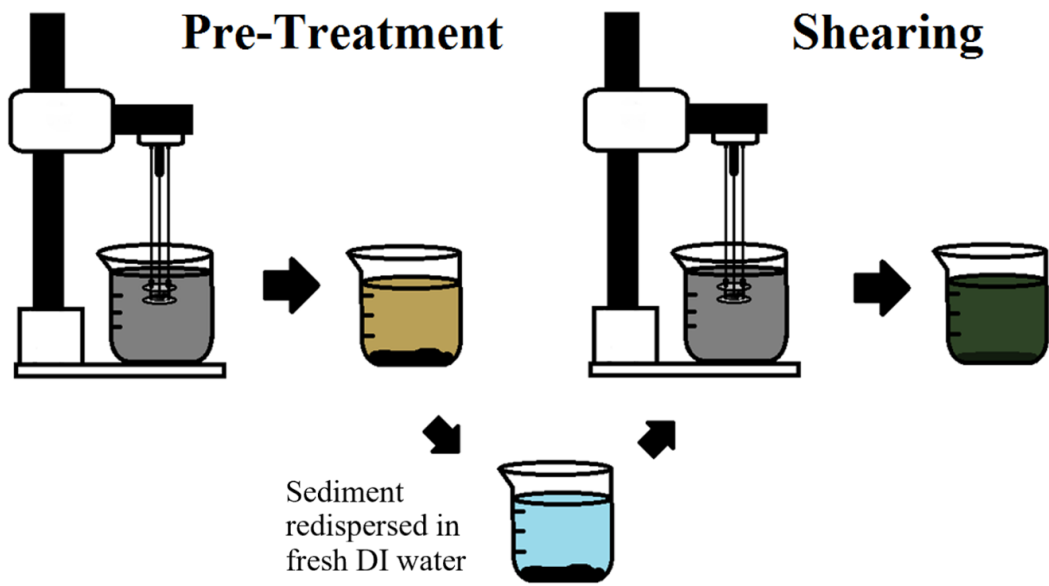 Pre-Treatment
Shearing
Sediment
redispersed in
fresh DI water